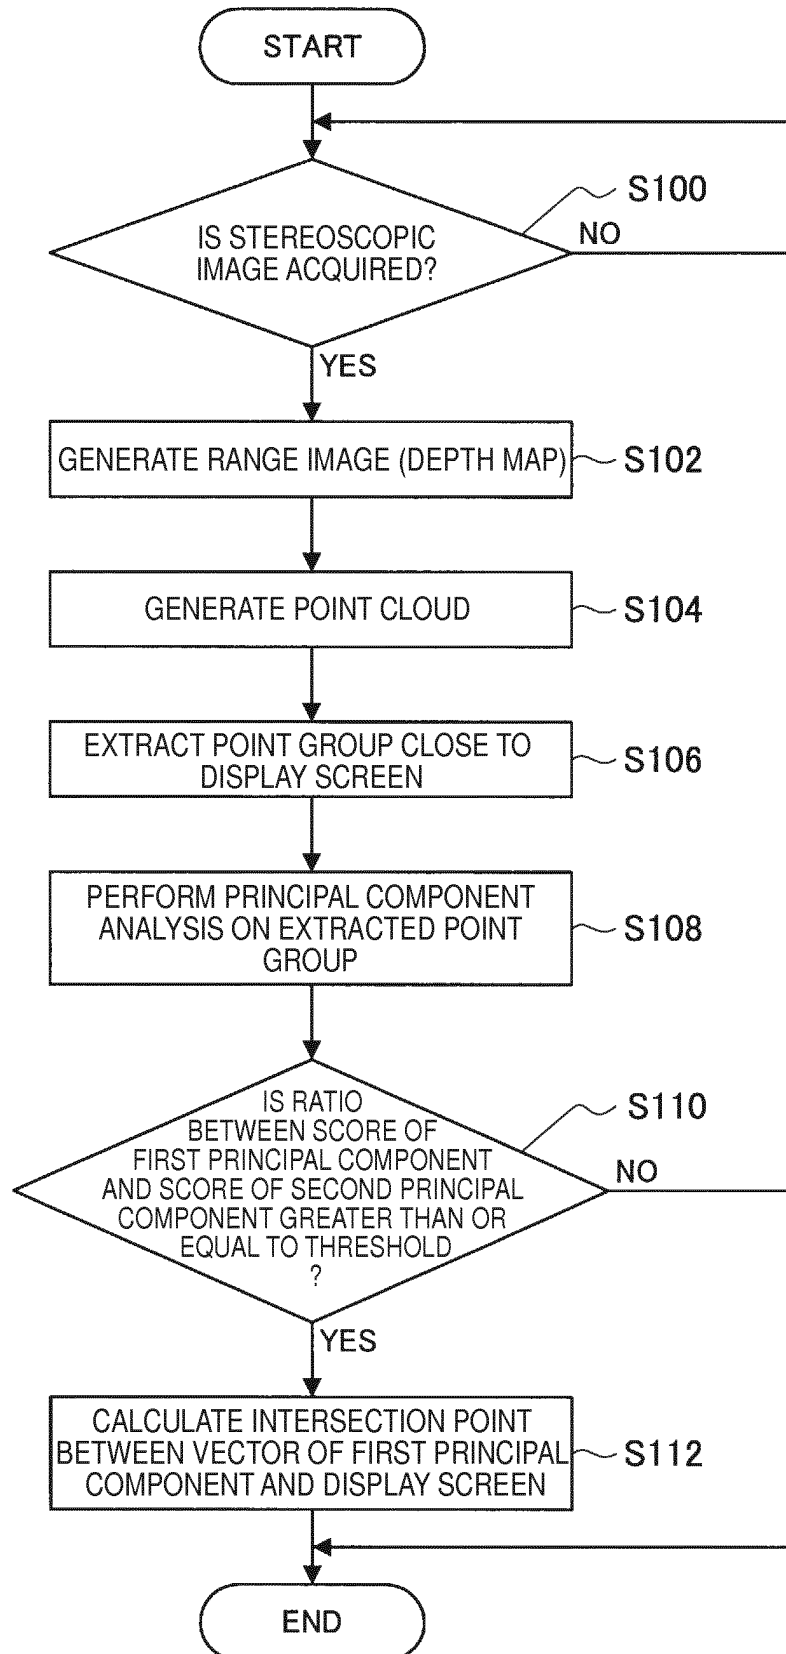 START
S100
IS STEREOSCOPIC
IMAGE ACQUIRED?
NO
YES
GENERATE RANGE IMAGE (DEPTH MAP)
S102
GENERATE POINT CLOUD
S104
EXTRACT POINT GROUP CLOSE TO
DISPLAY SCREEN
S106
PERFORM PRINCIPAL COMPONENT
ANALYSIS ON EXTRACTED POINT
GROUP
S108
IS RATIO
BETWEEN SCORE OF
FIRST PRINCIPAL COMPONENT
AND SCORE OF SECOND PRINCIPAL
COMPONENT GREATER THAN OR
EQUAL TO THRESHOLD
?
S110
NO
YES
CALCULATE INTERSECTION POINT
BETWEEN VECTOR OF FIRST PRINCIPAL
COMPONENT AND DISPLAY SCREEN
S112
END